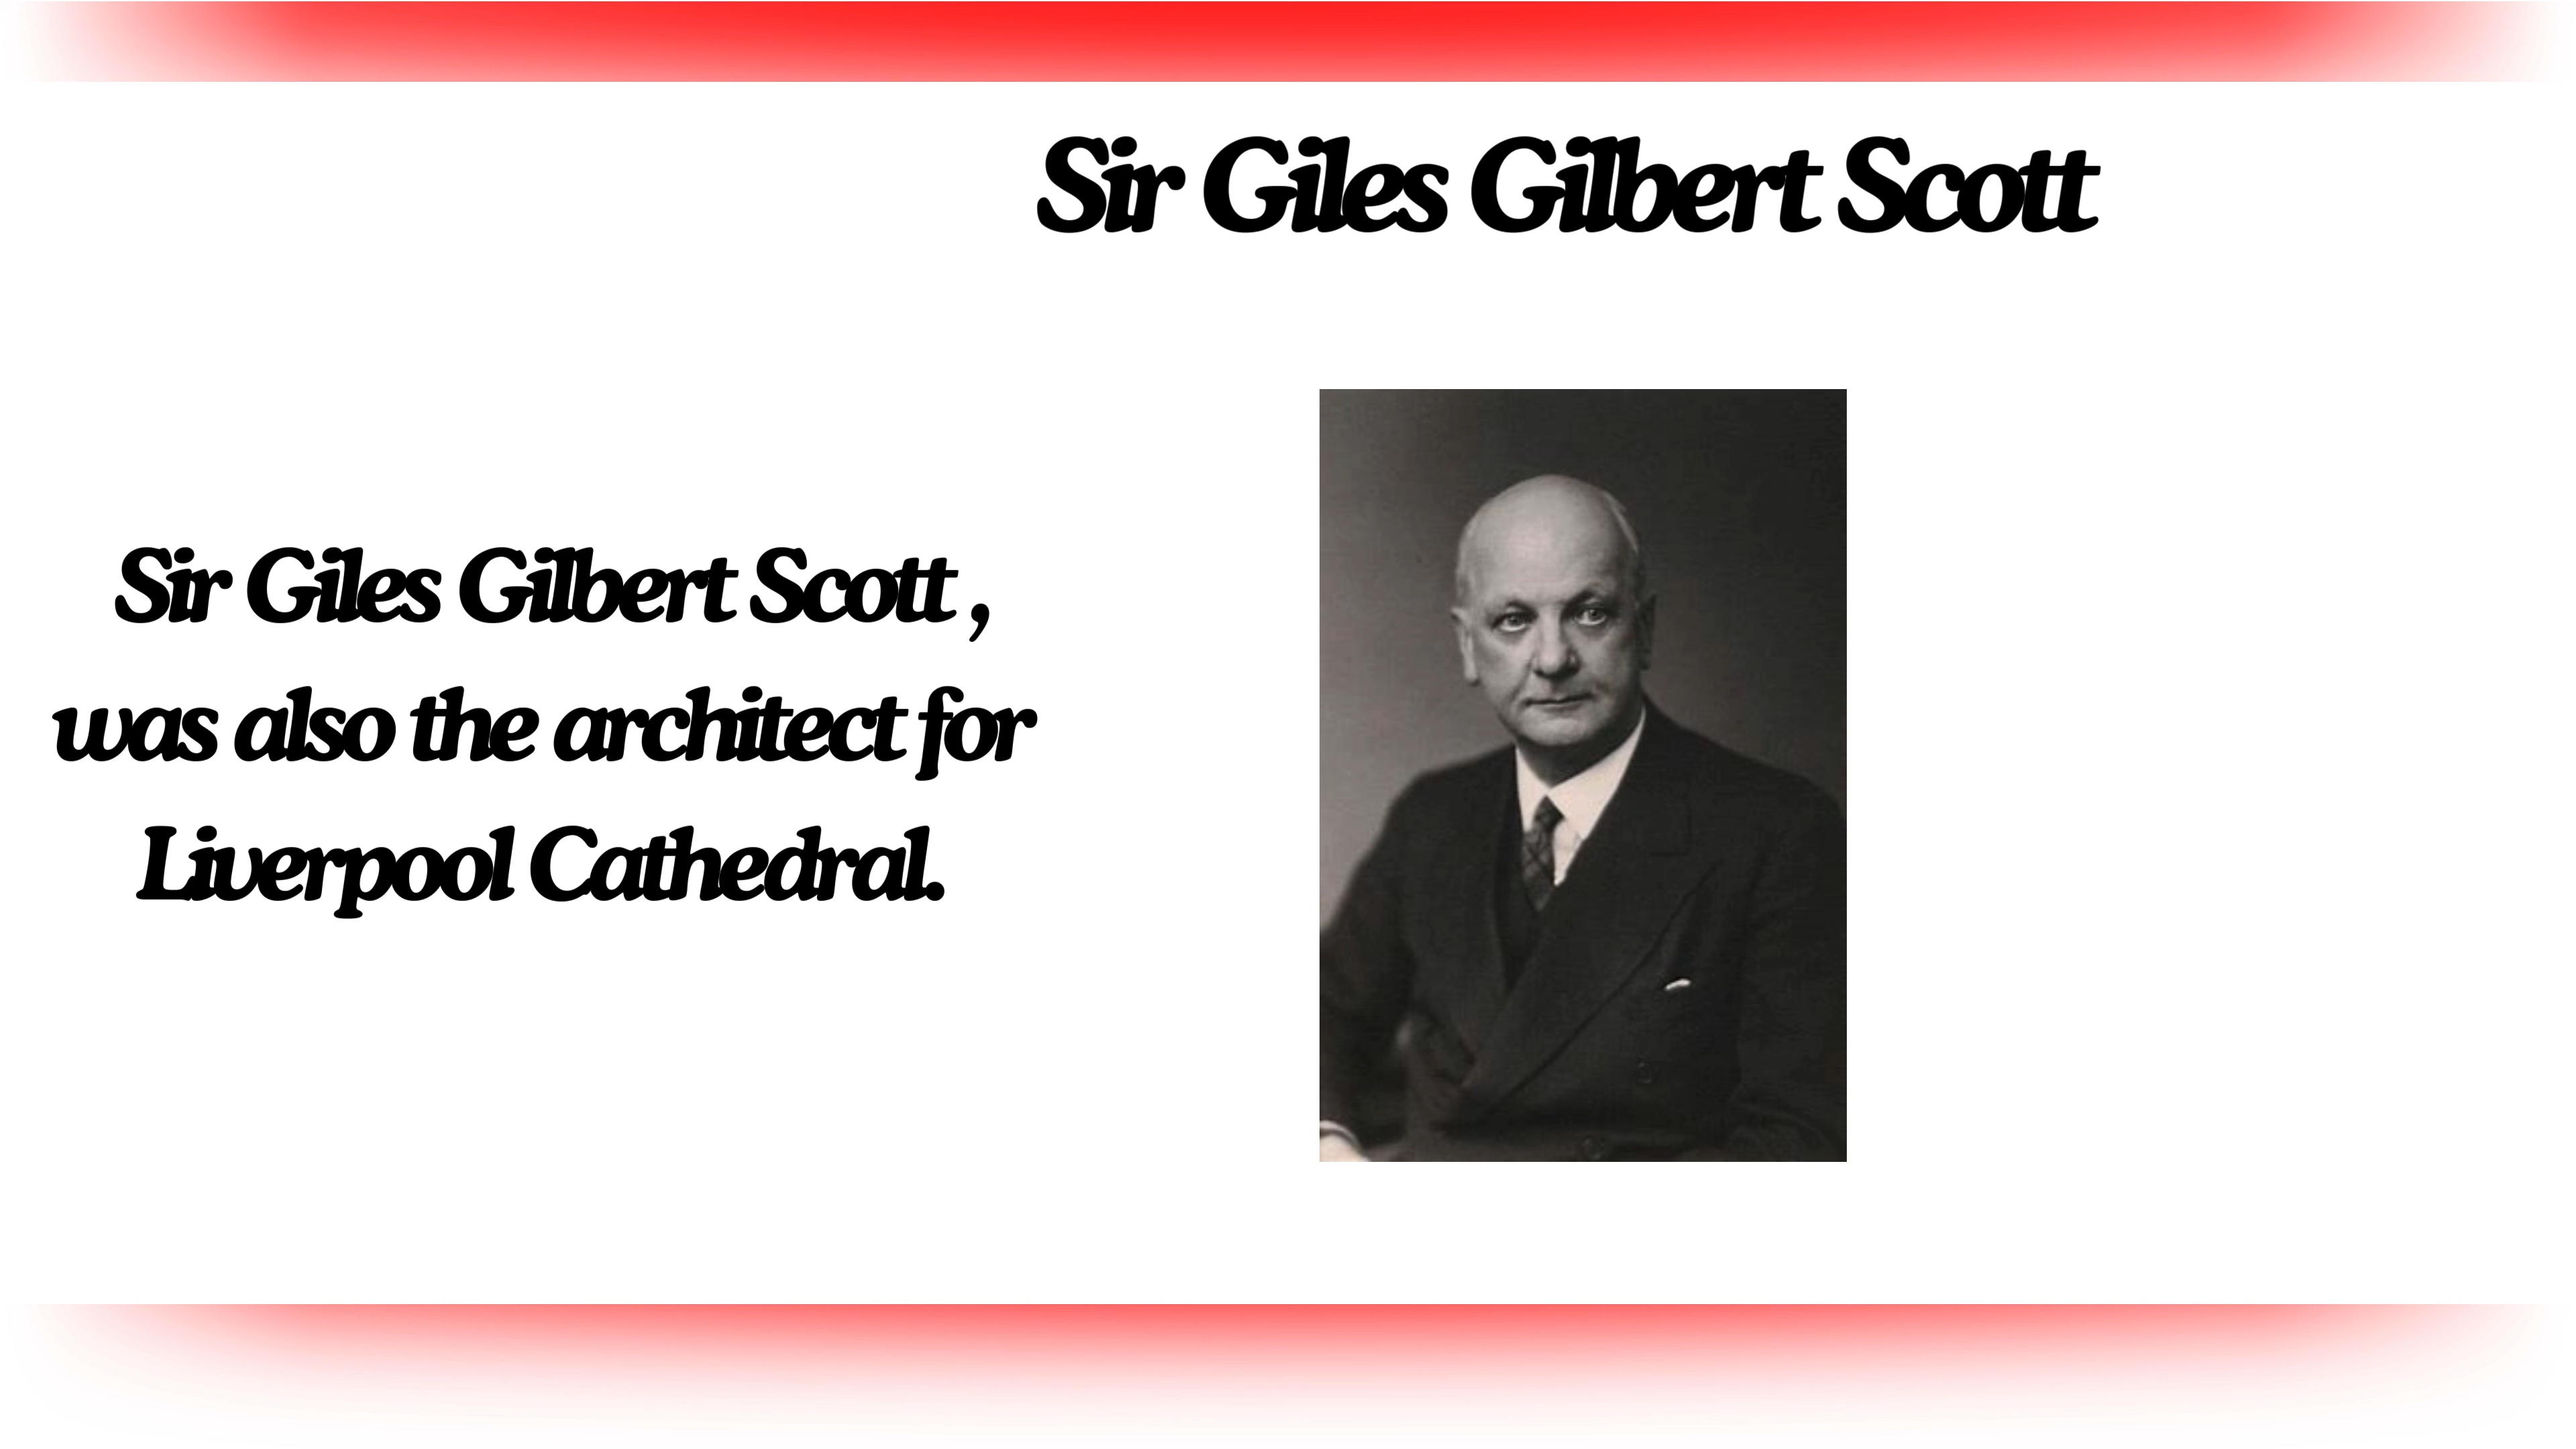 Sir Giles Gilbert Scott
Sir Giles Gilbert Scott ,
was also the architect for
Liverpool Cathedral.